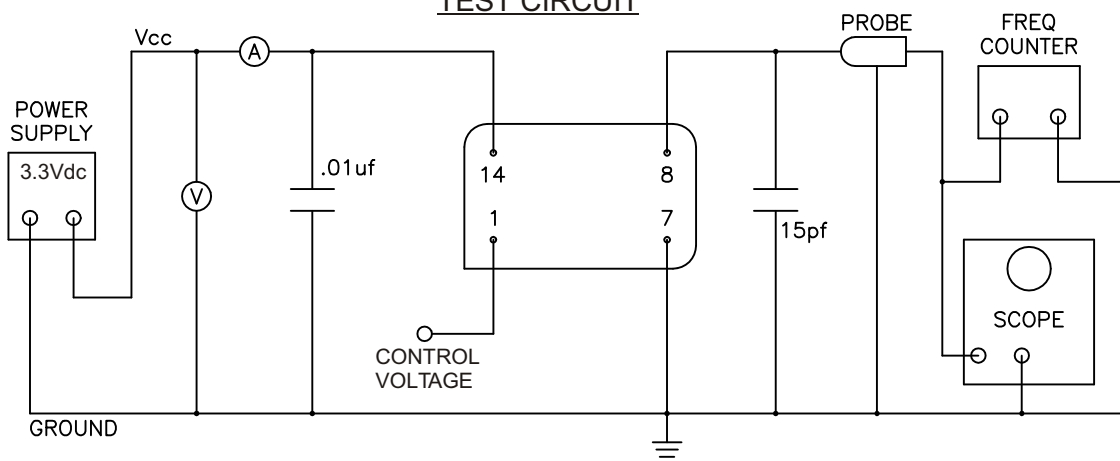 TEST CIRCUIT
Vcc
A
PROBE
FREQ
COUNTER
POWER
SUPPLY
3.3Vdc
V
.01uf
14
8
1
7
15pf
SCOPE
CONTROL
VOLTAGE
GROUND